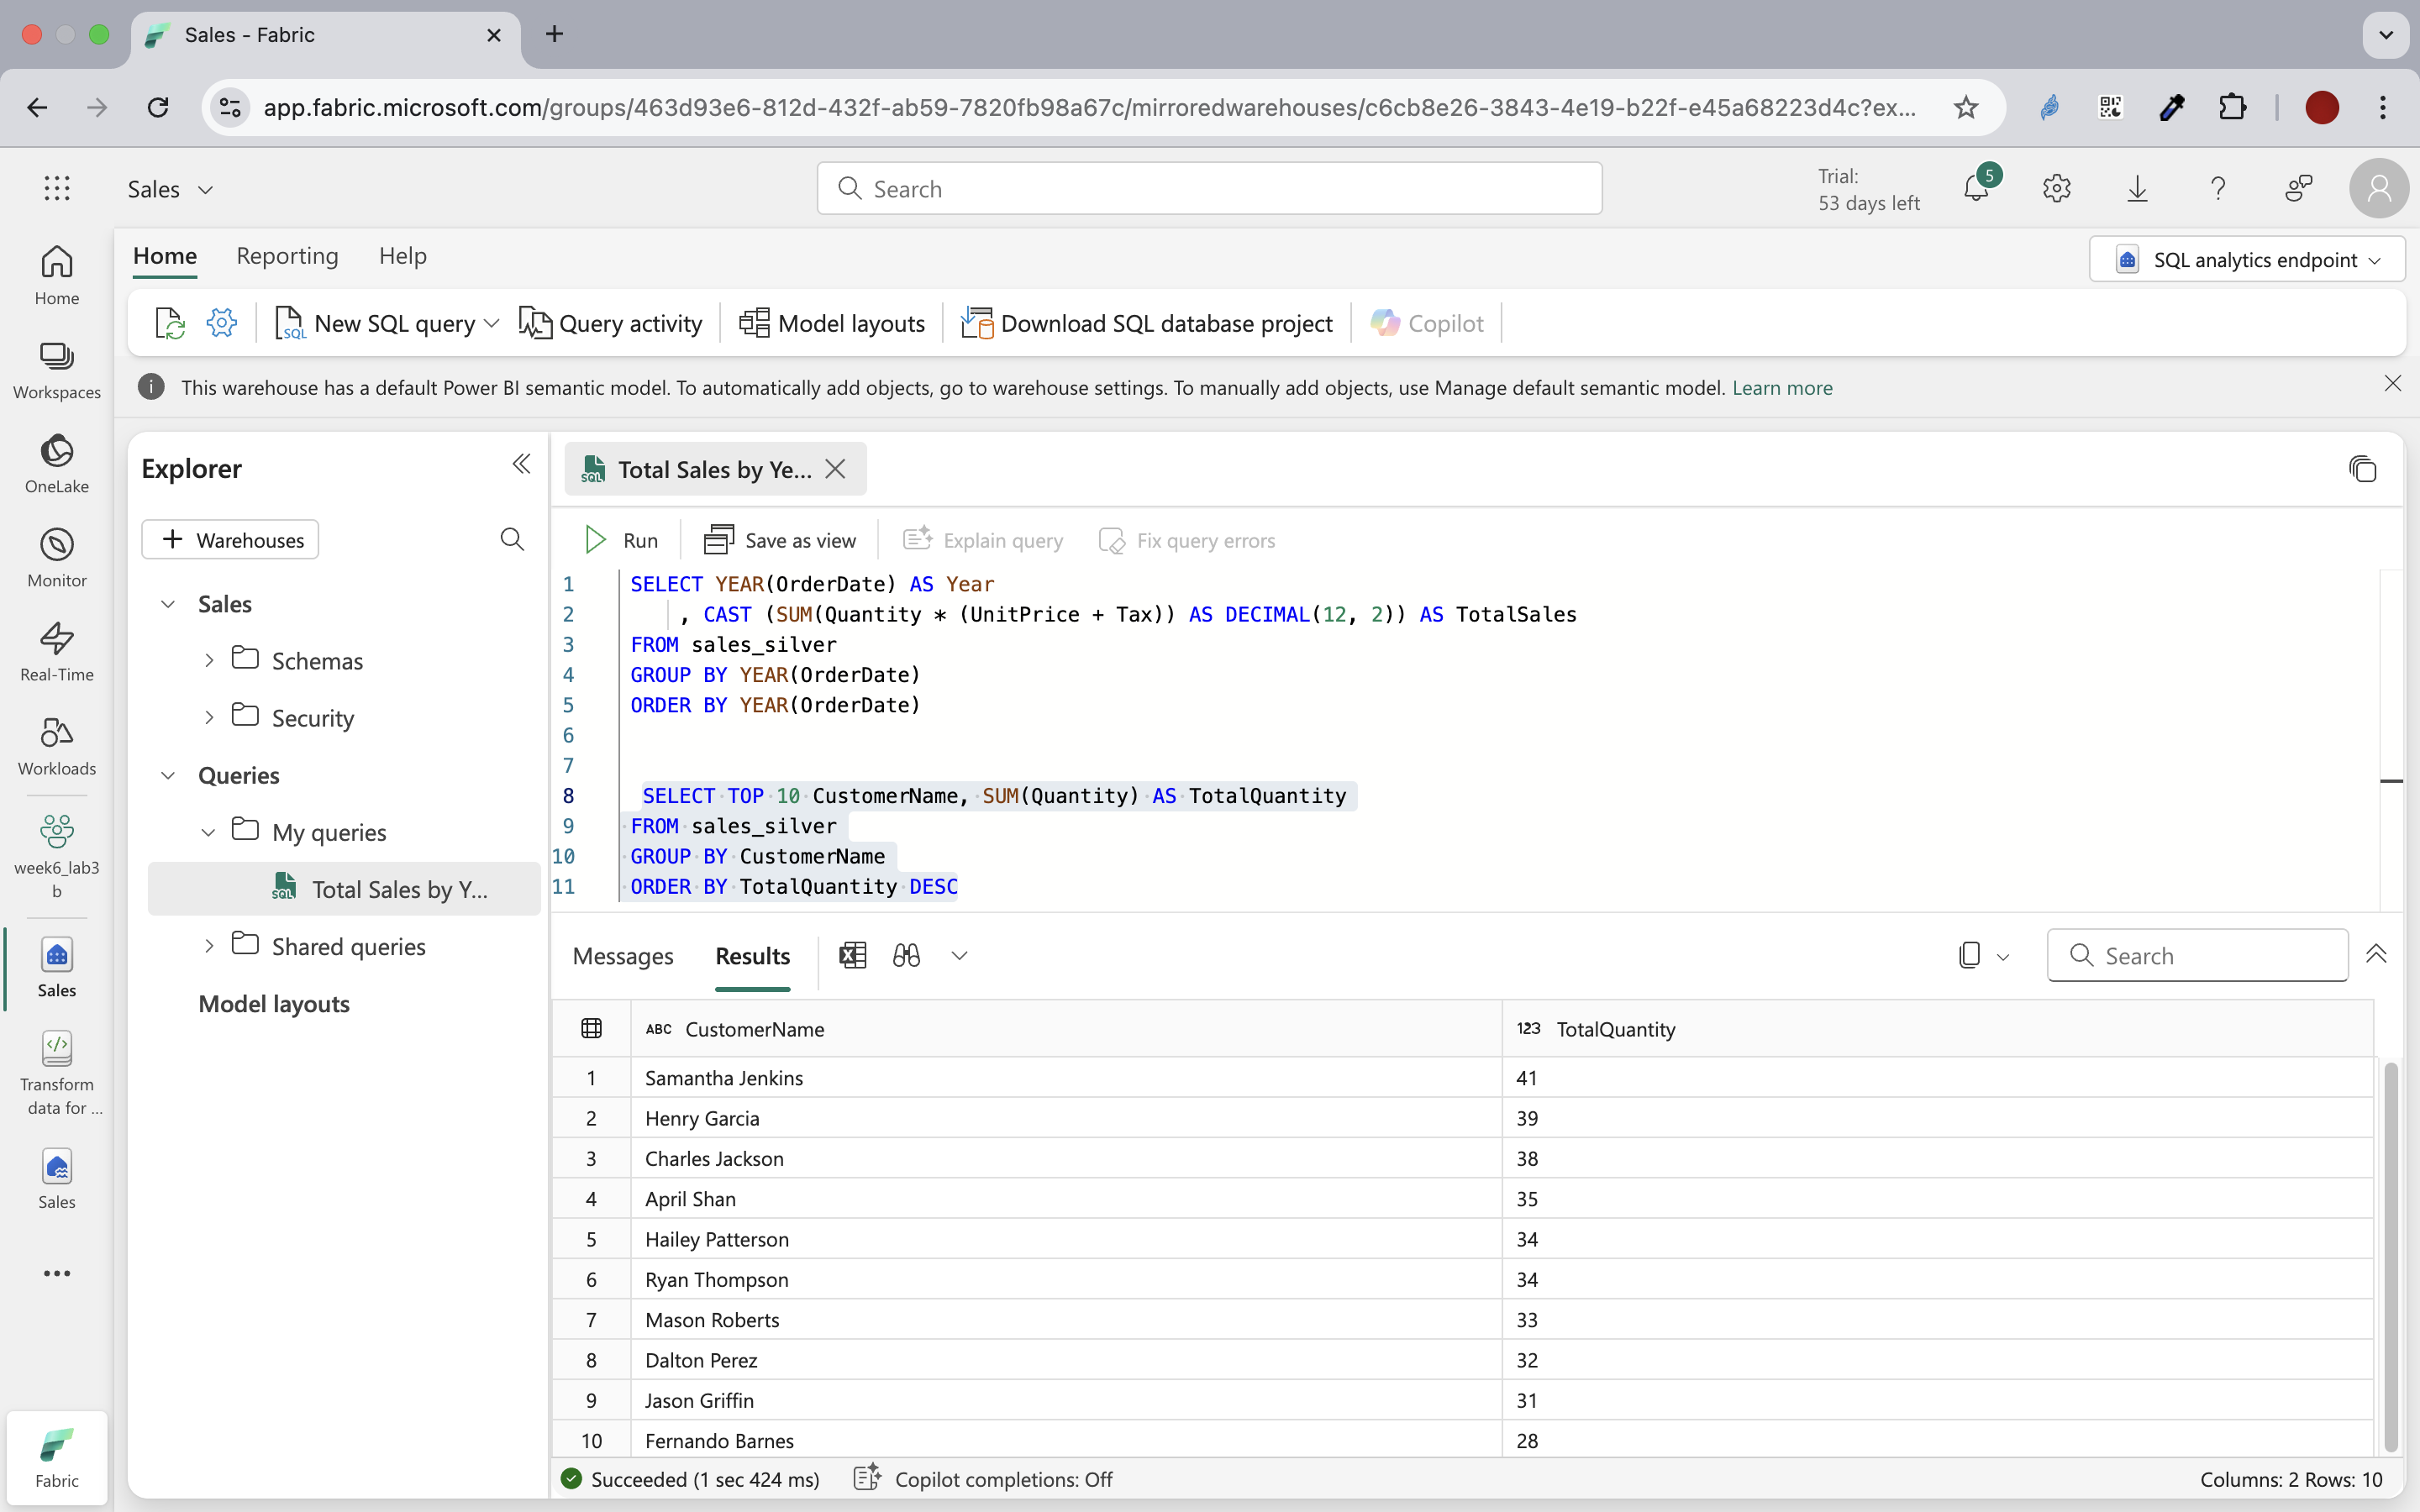 Sales - Fabric
app.fabric.microsoft.com/groups/463d93e6-812d-432f-ab59-7820fb98a67c/mirroredwarehouses/c6cb8e26-3843-4e19-b22f-e45a68223d4c?ex...
Sales
Search
Trial:
53 days left
5
Home
Workspaces
OneLake
Monitor
Real-Time
Workloads
week6_lab3
b
Sales
Transform
data for ...
Sales
Fabric
Home Reporting Help
SQL analytics endpoint
SQL New SQL query Query activity Model layouts Download SQL database project Copilot
This warehouse has a default Power BI semantic model. To automatically add objects, go to warehouse settings. To manually add objects, use Manage default semantic model. Learn more
Explorer
+ Warehouses
Sales
Schemas
Security
Queries
My queries
SQL Total Sales by Y...
Shared queries
Model layouts
SQL Total Sales by Ye...
Run Save as view Explain query Fix query errors
1 SELECT YEAR(OrderDate) AS Year
2 , CAST (SUM(Quantity * (UnitPrice + Tax)) AS DECIMAL(12, 2)) AS TotalSales
3 FROM sales_silver
4 GROUP BY YEAR(OrderDate)
5 ORDER BY YEAR(OrderDate)
6
7
8 SELECT TOP 10 CustomerName, SUM(Quantity) AS TotalQuantity
9 FROM sales_silver
10 GROUP BY CustomerName
11 ORDER BY TotalQuantity DESC
Messages Results
Search
ABC CustomerName 123 TotalQuantity
1 Samantha Jenkins 41
2 Henry Garcia 39
3 Charles Jackson 38
4 April Shan 35
5 Hailey Patterson 34
6 Ryan Thompson 34
7 Mason Roberts 33
8 Dalton Perez 32
9 Jason Griffin 31
10 Fernando Barnes 28
Succeeded (1 sec 424 ms) Copilot completions: Off
Columns: 2 Rows: 10